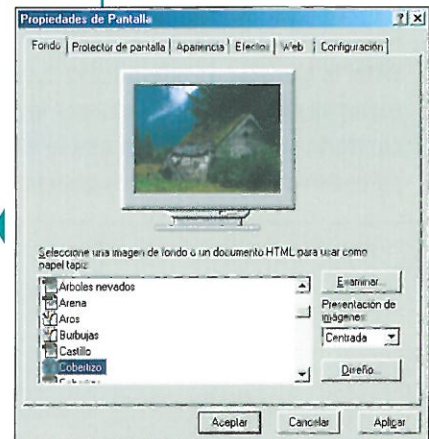 Propiedades de Pantalla
Fondo Protector de pantalla Apariencia Efectos Web Configuración
Seleccione una imagen de fondo o un documento HTML para usar como
papel tapiz:
Árboles nevados
Arena
Aros
Burbujas
Castillo
Cobertizo
Examinar...
Presentación de
imágenes:
Centrada
Diseño...
Aceptar Cancelar Aplicar